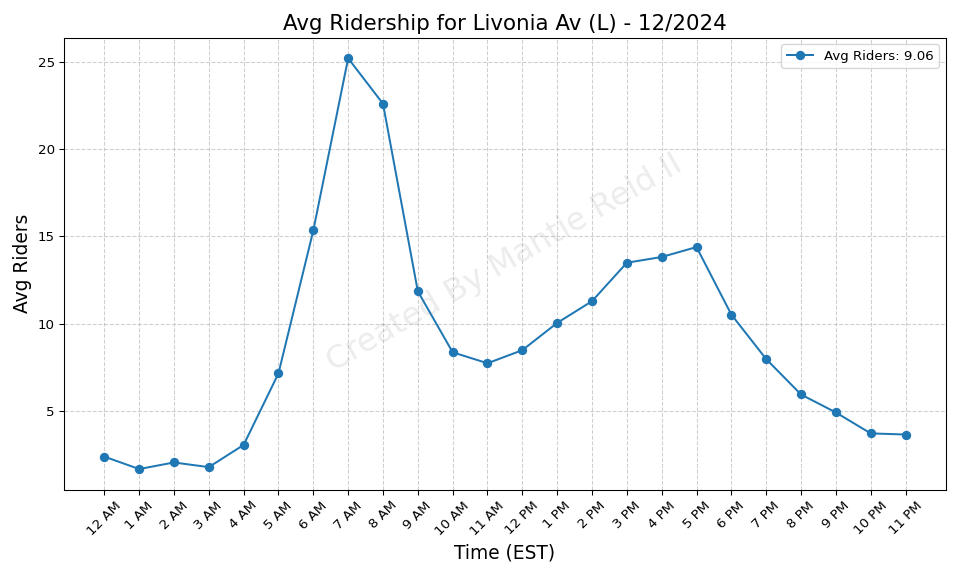 Avg Ridership for Livonia Av (L) - 12/2024
Avg Riders: 9.06
Avg Riders
25
20
15
10
5
Created By Mantie Reid II
12 AM
1 AM
2 AM
3 AM
4 AM
5 AM
6 AM
7 AM
8 AM
9 AM
10 AM
11 AM
12 PM
1 PM
2 PM
3 PM
4 PM
5 PM
6 PM
7 PM
8 PM
9 PM
10 PM
11 PM
Time (EST)